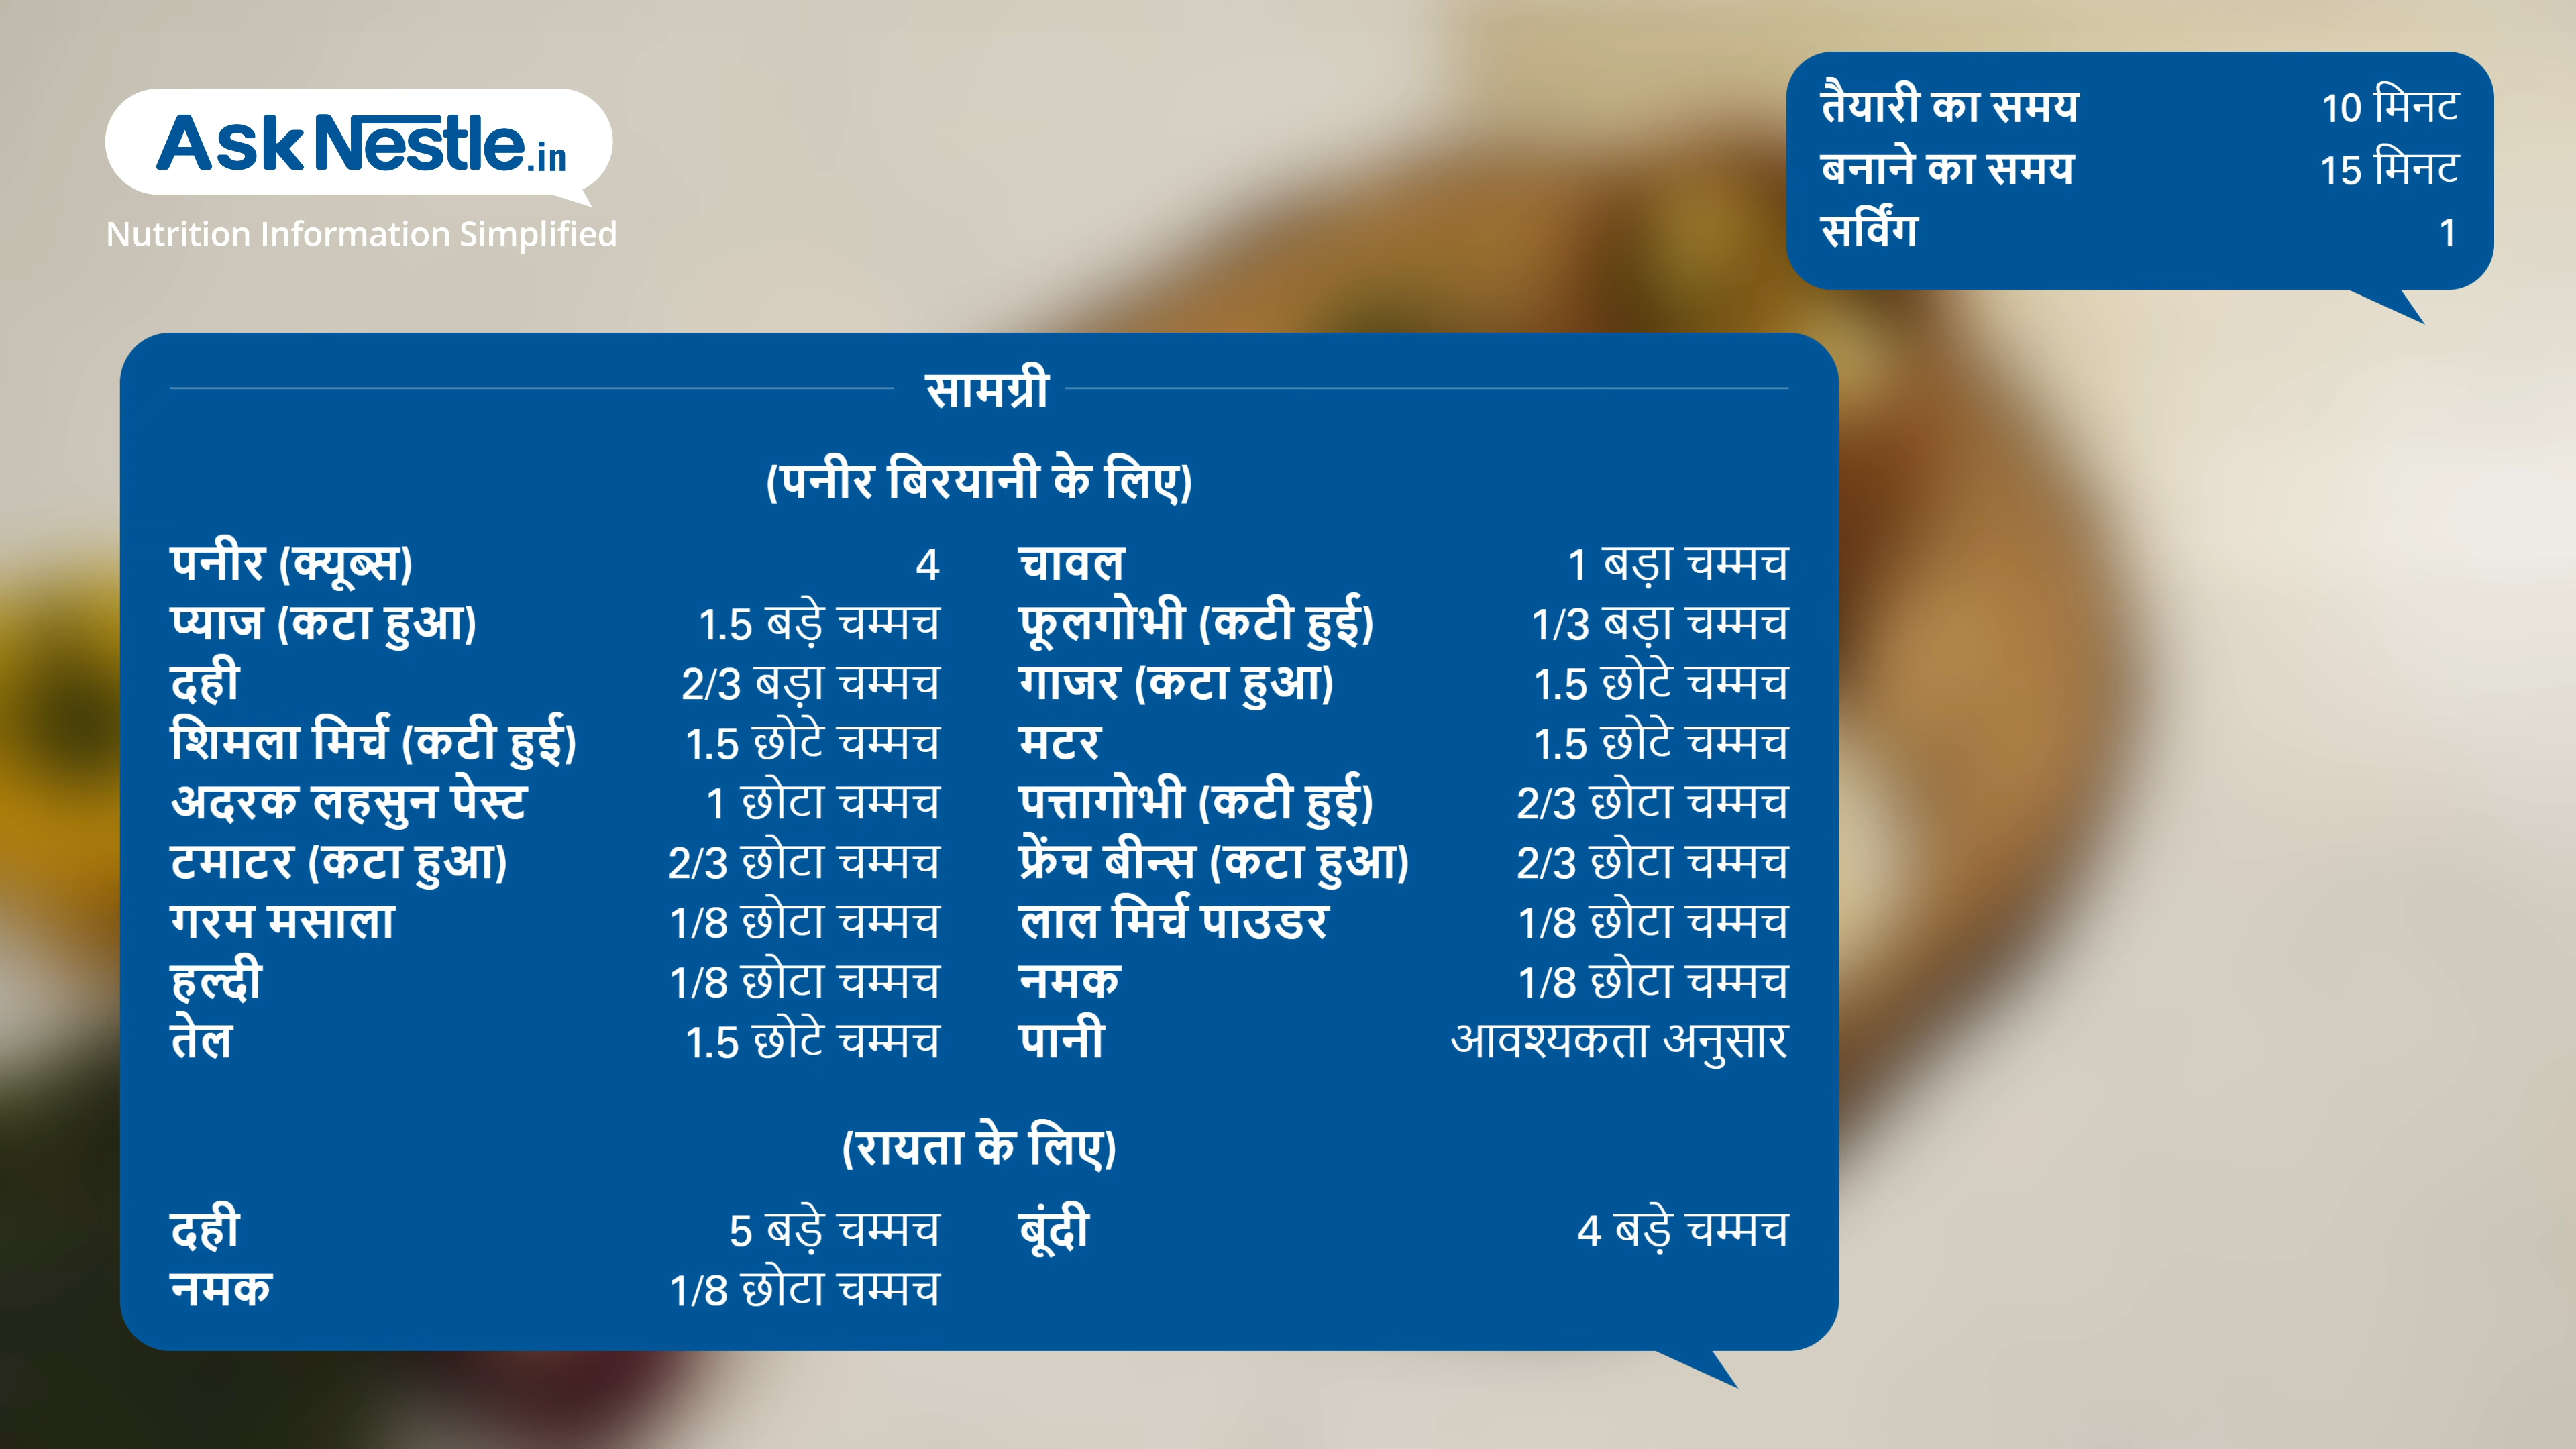 AskNestle.in
Nutrition Information Simplified
तैयारी का समय 10 मिनट
बनाने का समय 15 मिनट
सर्विंग 1
सामग्री
(पनीर बिरयानी के लिए)
पनीर (क्यूब्स) 4 चावल 1 बड़ा चम्मच
प्याज (कटा हुआ) 1.5 बड़े चम्मच फूलगोभी (कटी हुई) 1/3 बड़ा चम्मच
दही 2/3 बड़ा चम्मच गाजर (कटा हुआ) 1.5 छोटे चम्मच
शिमला मिर्च (कटी हुई) 1.5 छोटे चम्मच मटर 1.5 छोटे चम्मच
अदरक लहसुन पेस्ट 1 छोटा चम्मच पत्तागोभी (कटी हुई) 2/3 छोटा चम्मच
टमाटर (कटा हुआ) 2/3 छोटा चम्मच फ्रेंच बीन्स (कटा हुआ) 2/3 छोटा चम्मच
गरम मसाला 1/8 छोटा चम्मच लाल मिर्च पाउडर 1/8 छोटा चम्मच
हल्दी 1/8 छोटा चम्मच नमक 1/8 छोटा चम्मच
तेल 1.5 छोटे चम्मच पानी आवश्यकता अनुसार
(रायता के लिए)
दही 5 बड़े चम्मच बूंदी 4 बड़े चम्मच
नमक 1/8 छोटा चम्मच